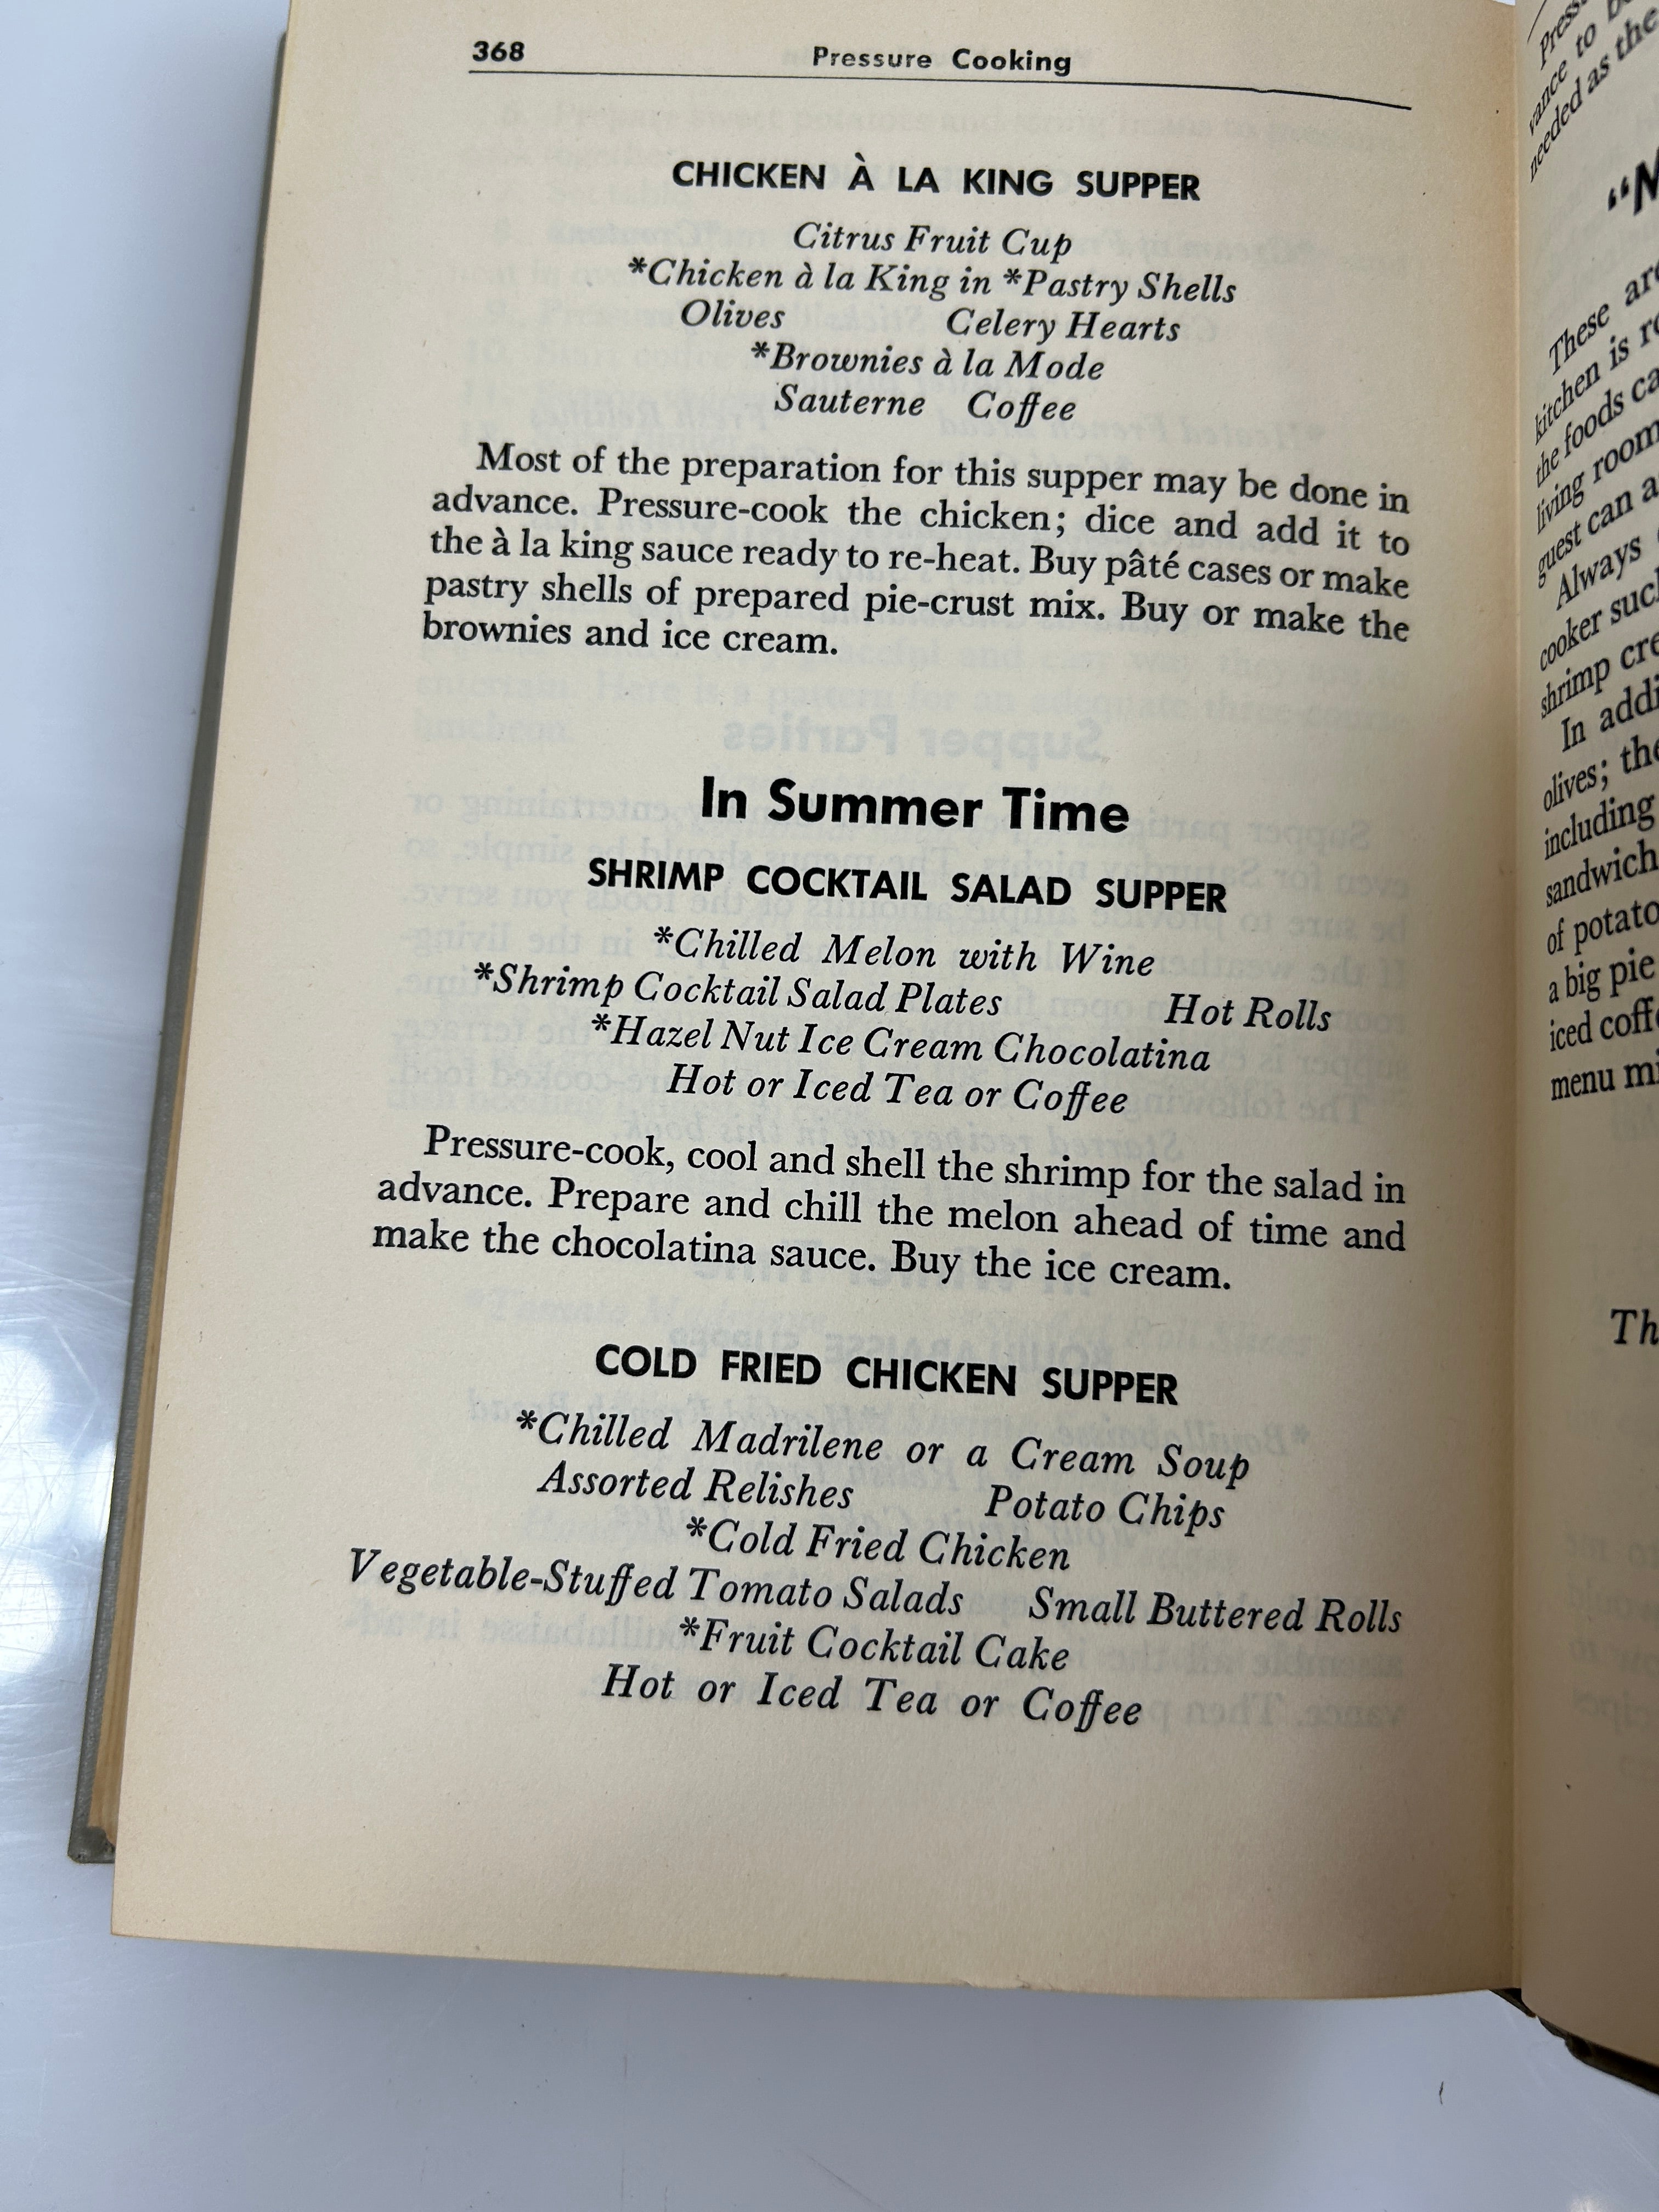 368 Pressure Cooking
CHICKEN À LA KING SUPPER
Citrus Fruit Cup
*Chicken à la King in *Pastry Shells
Olives Celery Hearts
*Brownies à la Mode
Sauterne Coffee
Most of the preparation for this supper may be done in
advance. Pressure-cook the chicken; dice and add it to
the à la king sauce ready to re-heat. Buy pâté cases or make
pastry shells of prepared pie-crust mix. Buy or make the
brownies and ice cream.
In Summer Time
SHRIMP COCKTAIL SALAD SUPPER
*Chilled Melon with Wine
*Shrimp Cocktail Salad Plates Hot Rolls
*Hazel Nut Ice Cream Chocolatina
Hot or Iced Tea or Coffee
Pressure-cook, cool and shell the shrimp for the salad in
advance. Prepare and chill the melon ahead of time and
make the chocolatina sauce. Buy the ice cream.
COLD FRIED CHICKEN SUPPER
*Chilled Madrilene or a Cream Soup
Assorted Relishes Potato Chips
*Cold Fried Chicken
Vegetable-Stuffed Tomato Salads Small Buttered Rolls
*Fruit Cocktail Cake
Hot or Iced Tea or Coffee
vance to
needed as the
These
kitchen is
the foods
living room
guest can
Always
cooker
shrimp
In
olives; the
including
sandwich
of potato
a big pie
iced
menu